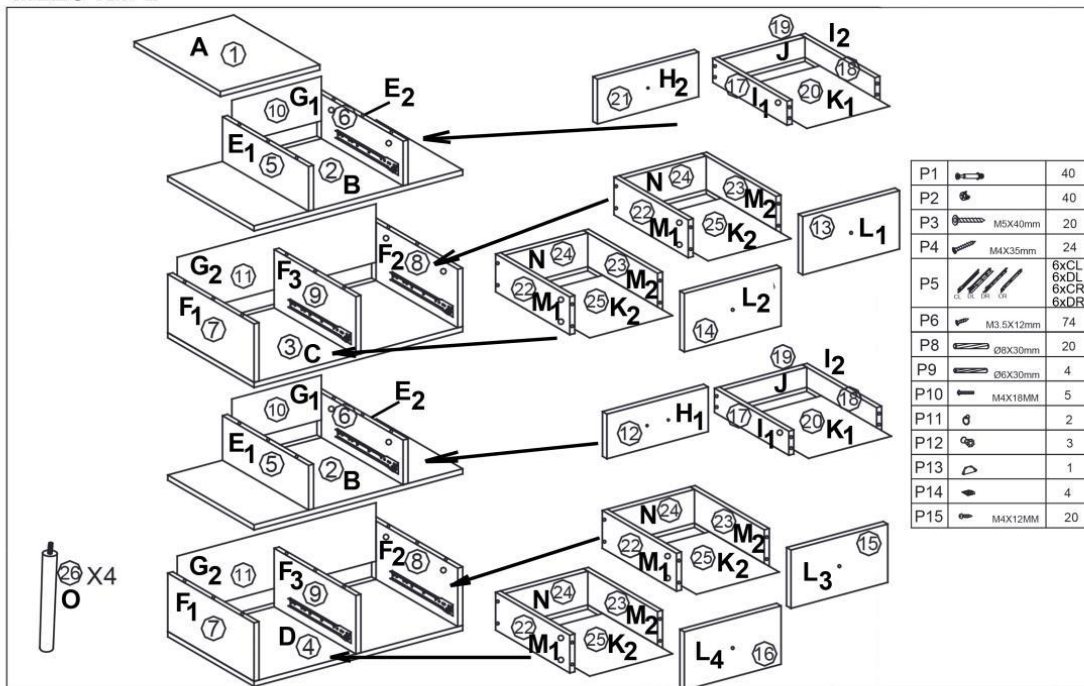 A 1
G1 10
E2
6
E1 5
2 B
19
J I2
18
17 I1
20 K1
21 H2
N 24
23 M2
22 M1
25 K2
13 L1
G2 11
F3 9
F2 8
F1 7
3 C
N 24
23 M2
22 M1
25 K2
L2 14
G1 10
E2
6
E1 5
2 B
19
J I2
18
17 I1
20 K1
12 H1
N 24
23 M2
22 M1
25 K2
15
L3
26 X4
O
G2 11
F3 9
F2 8
F1 7
D 4
N 24
23 M2
22 M1
25 K2
L4 16
P1 40
P2 40
P3 M5X40mm 20
P4 M4X35mm 24
P5 CL DL DR CR 6xCL
6xDL
6xCR
6xDR
P6 M3.5X12mm 74
P8 Ø8X30mm 20
P9 Ø6X30mm 4
P10 M4X18MM 5
P11 2
P12 3
P13 1
P14 4
P15 M4X12MM 20